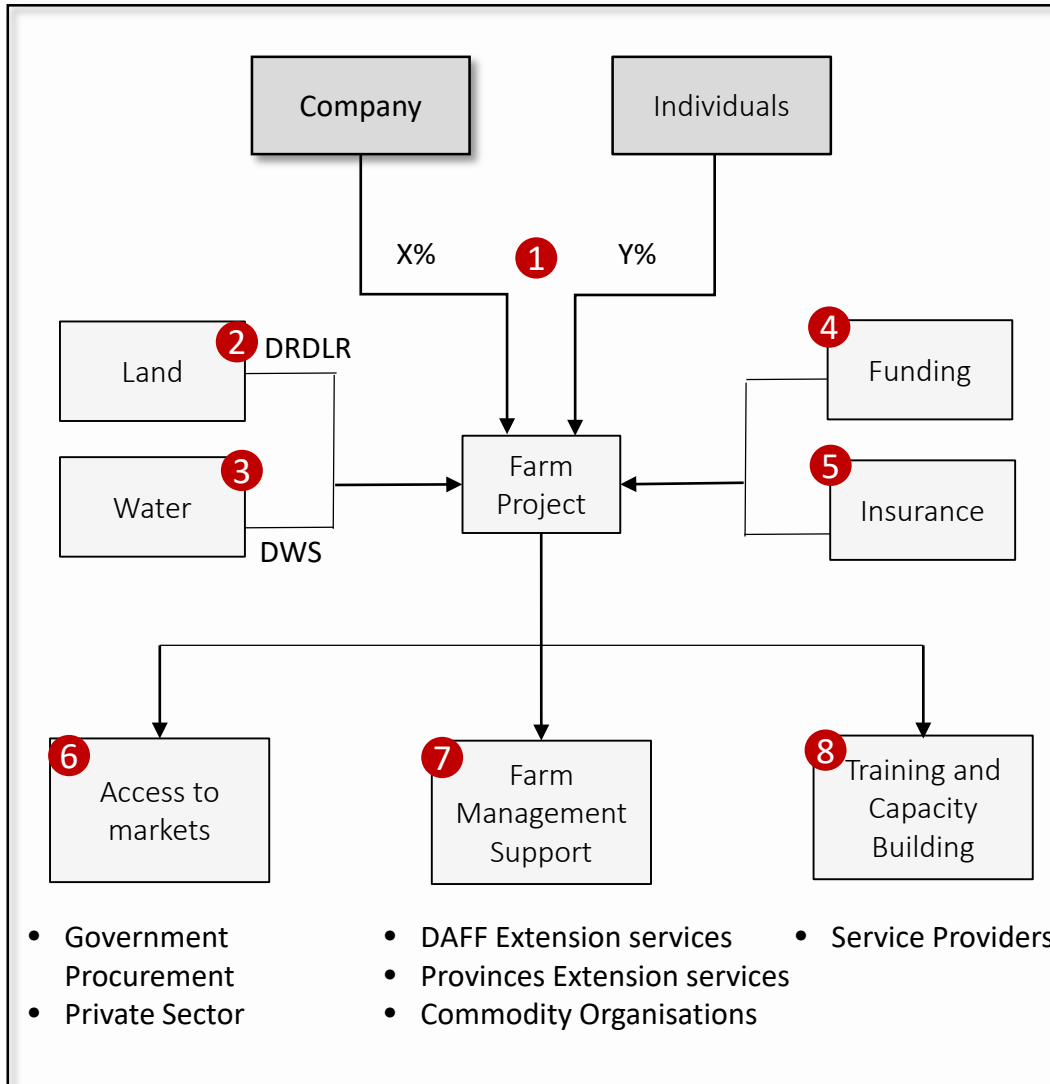 Company
Individuals
X%
1
Y%
2
DRDLR
Land
4
Funding
3
Water
DWS
Farm
Project
5
Insurance
6
Access to
markets
7
Farm
Management
Support
8
Training and
Capacity
Building
• Government
Procurement
• Private Sector
• DAFF Extension services
• Provinces Extension services
• Commodity Organisations
• Service Providers